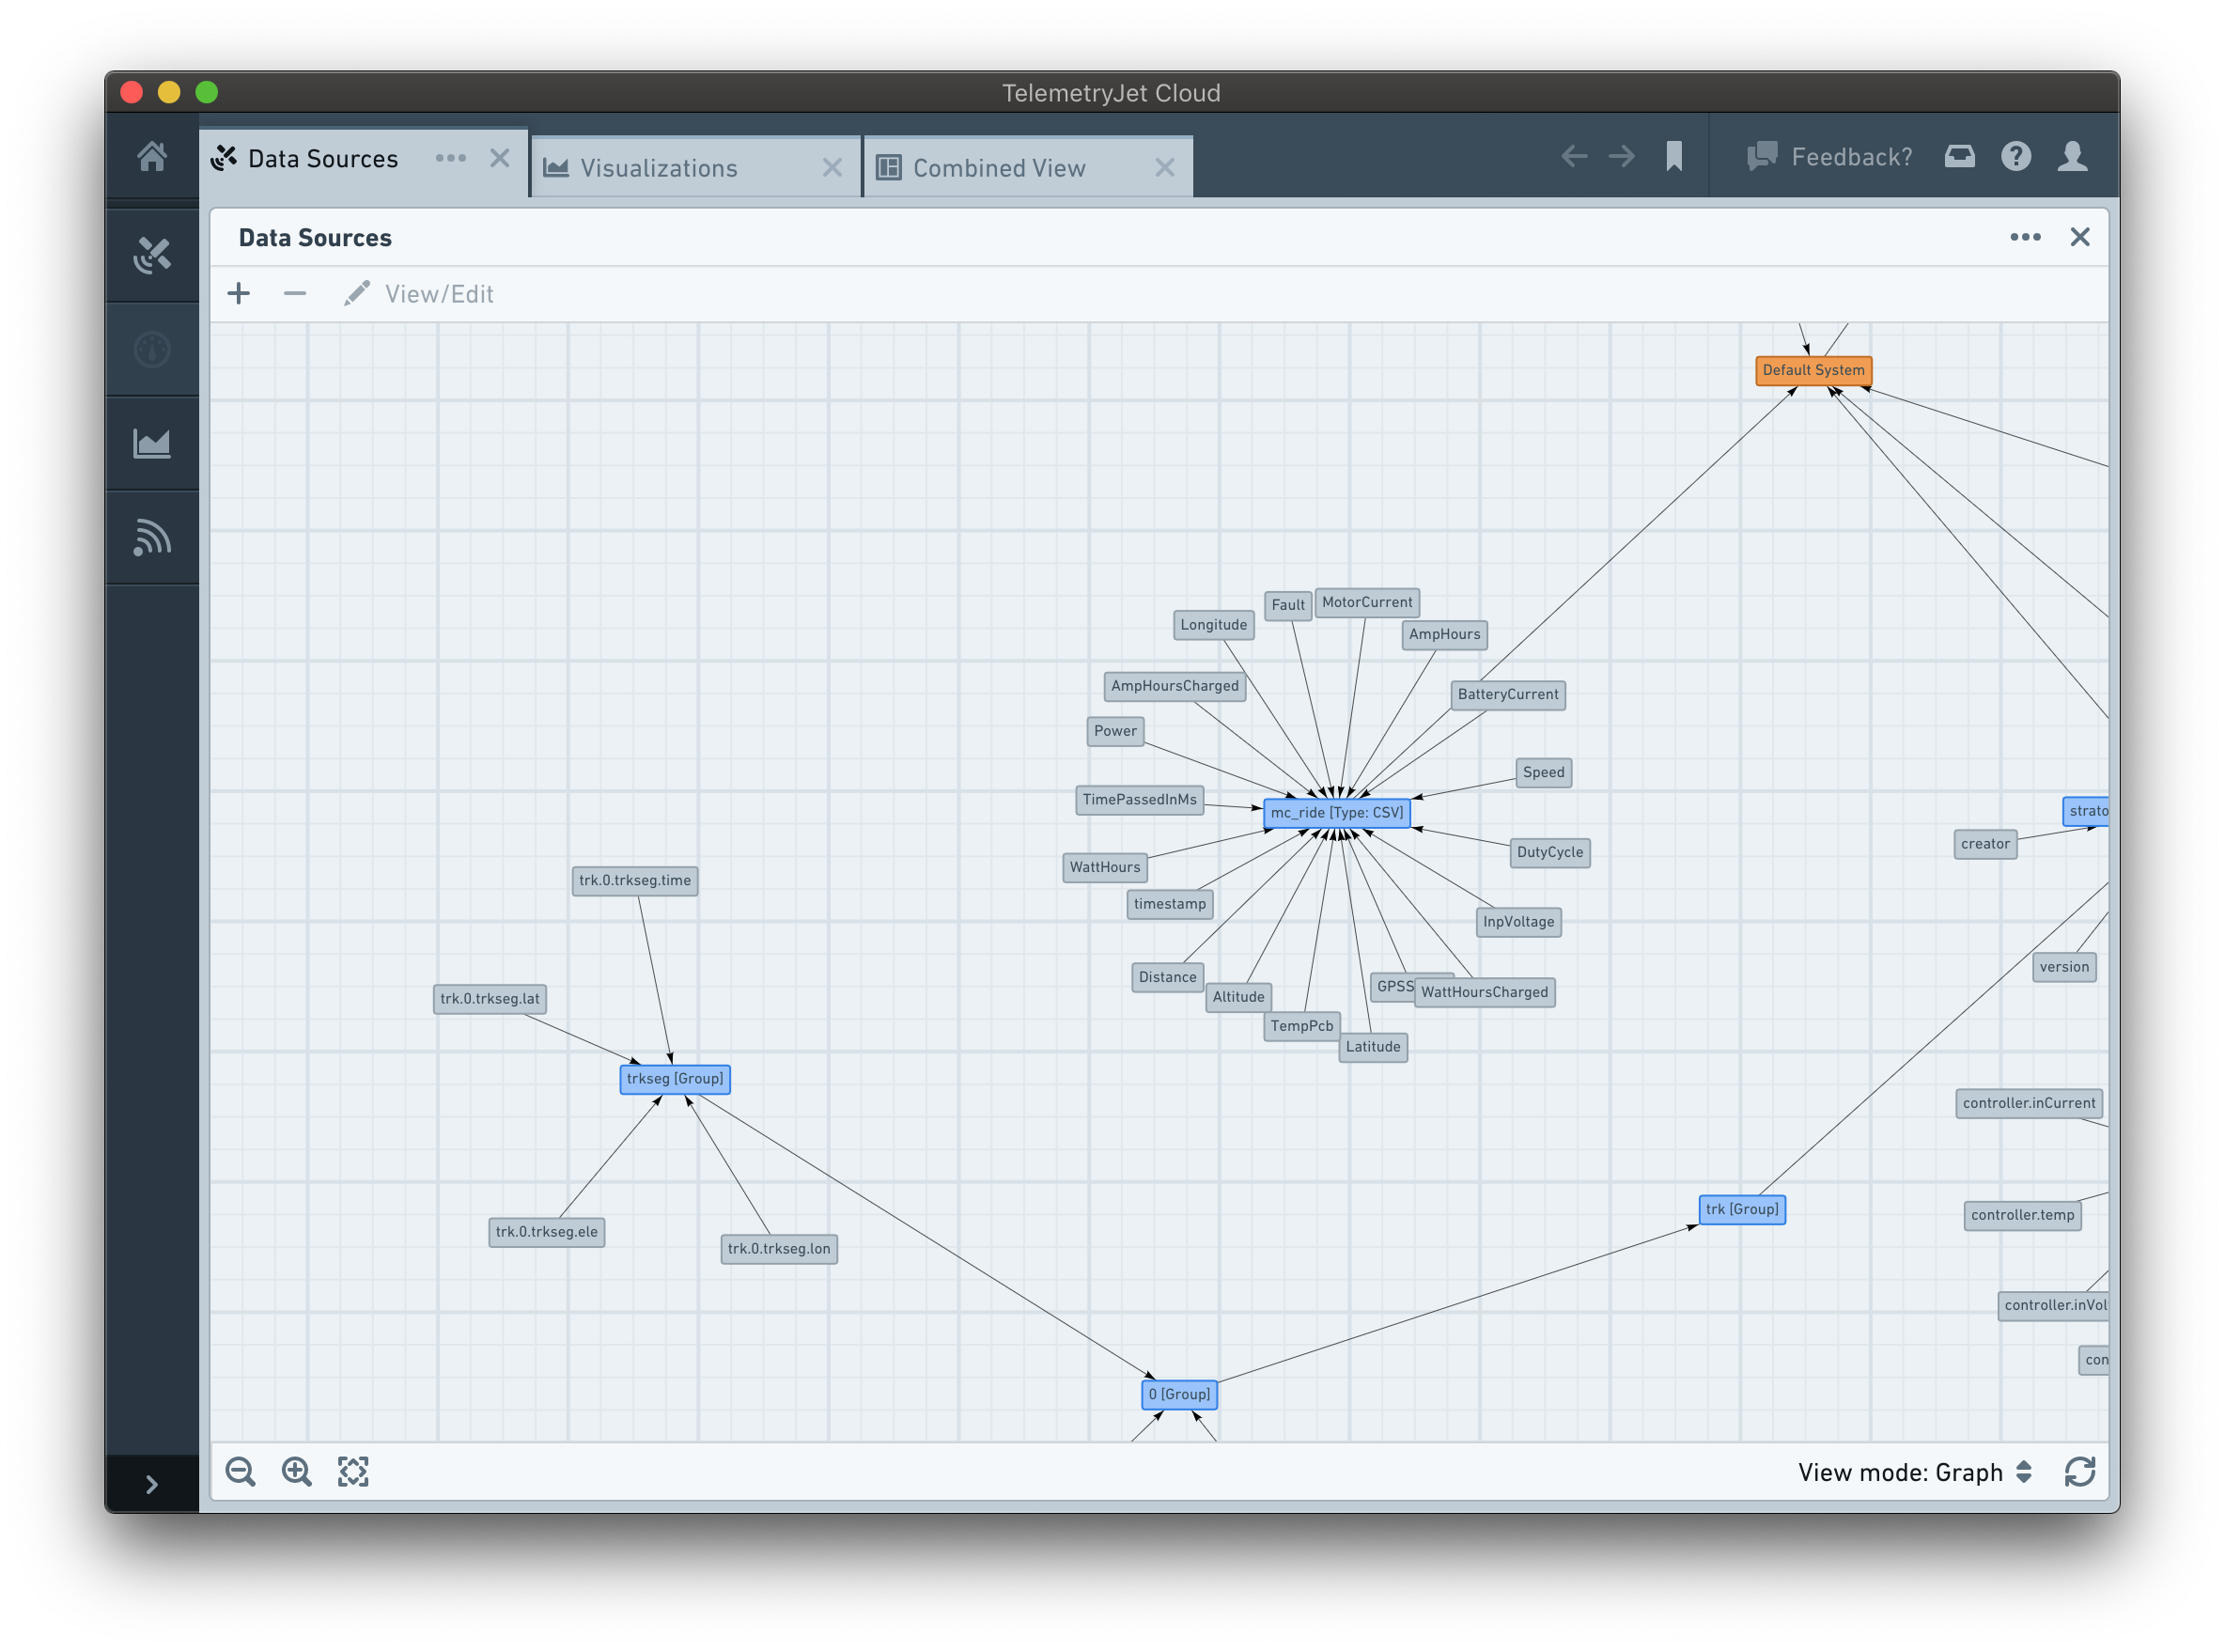 TelemetryJet Cloud
Data Sources
Visualizations
Combined View
Feedback?
Data Sources
View/Edit
Default System
MotorCurrent
Fault
Longitude
AmpHours
AmpHoursCharged
BatteryCurrent
Power
Speed
TimePassedInMs
mc_ride [Type: CSV]
strato
creator
DutyCycle
WattHours
trk.0.trkseg.time
timestamp
InpVoltage
version
Distance
GPSS
WattHoursCharged
Altitude
trk.0.trkseg.lat
TempPcb
Latitude
trkseg [Group]
controller.inCurrent
trk [Group]
controller.temp
trk.0.trkseg.ele
trk.0.trkseg.lon
controller.inVol
con
0 [Group]
View mode: Graph